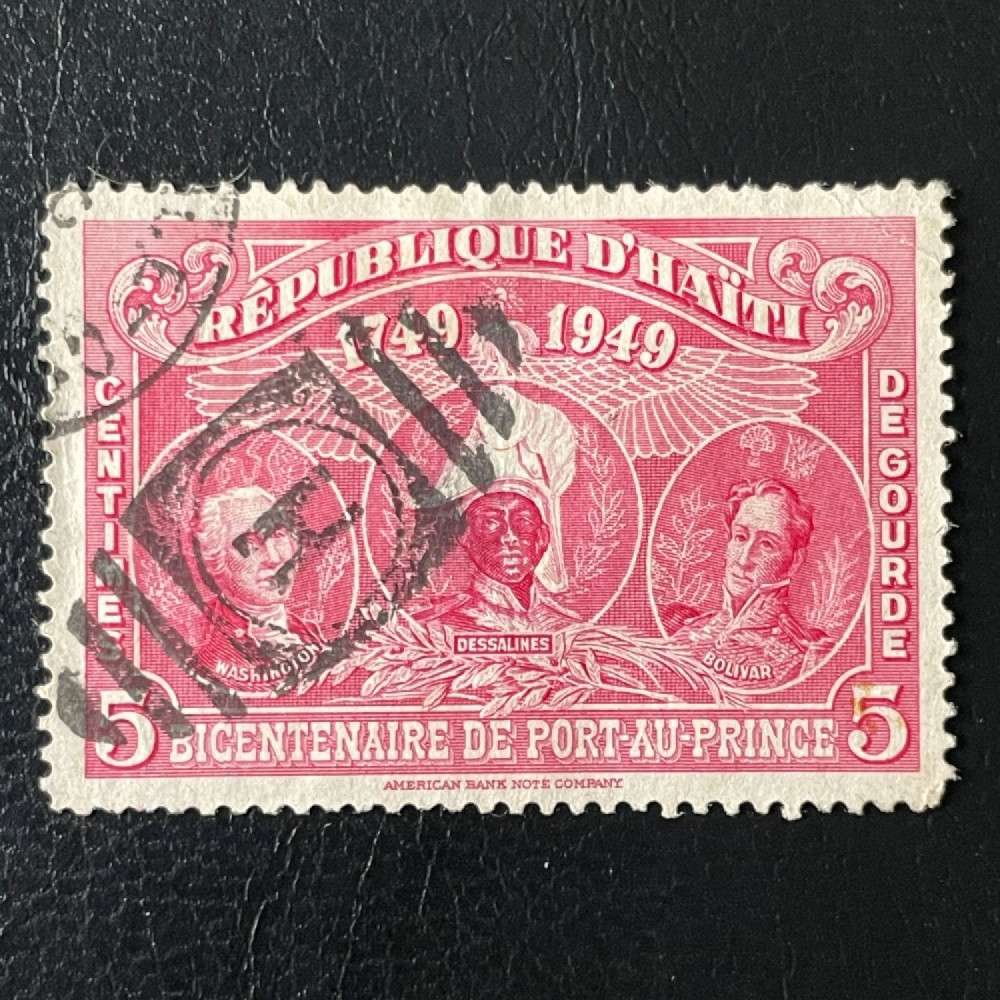 RÉPUBLIQUE D'HAÏTI
1749 1949
CENTIMES
DE GOURDE
WASHINGTON
DESSALINES
BOLIVAR
5 BICENTENAIRE DE PORT-AU-PRINCE 5
AMERICAN BANK NOTE COMPANY.